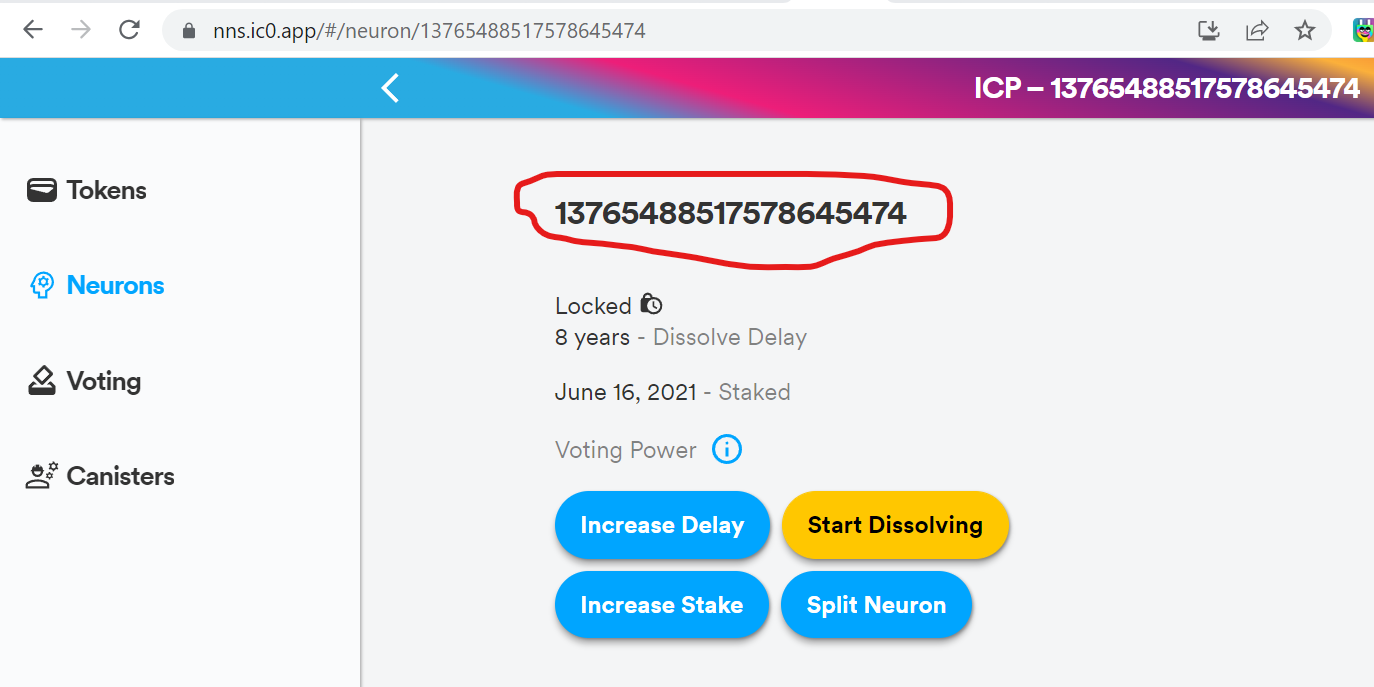 nns.ic0.app/#/neuron/13765488517578645474
ICP – 13765488517578645474
Tokens
Neurons
Voting
Canisters
13765488517578645474
Locked
8 years - Dissolve Delay
June 16, 2021 - Staked
Voting Power
Increase Delay
Start Dissolving
Increase Stake
Split Neuron